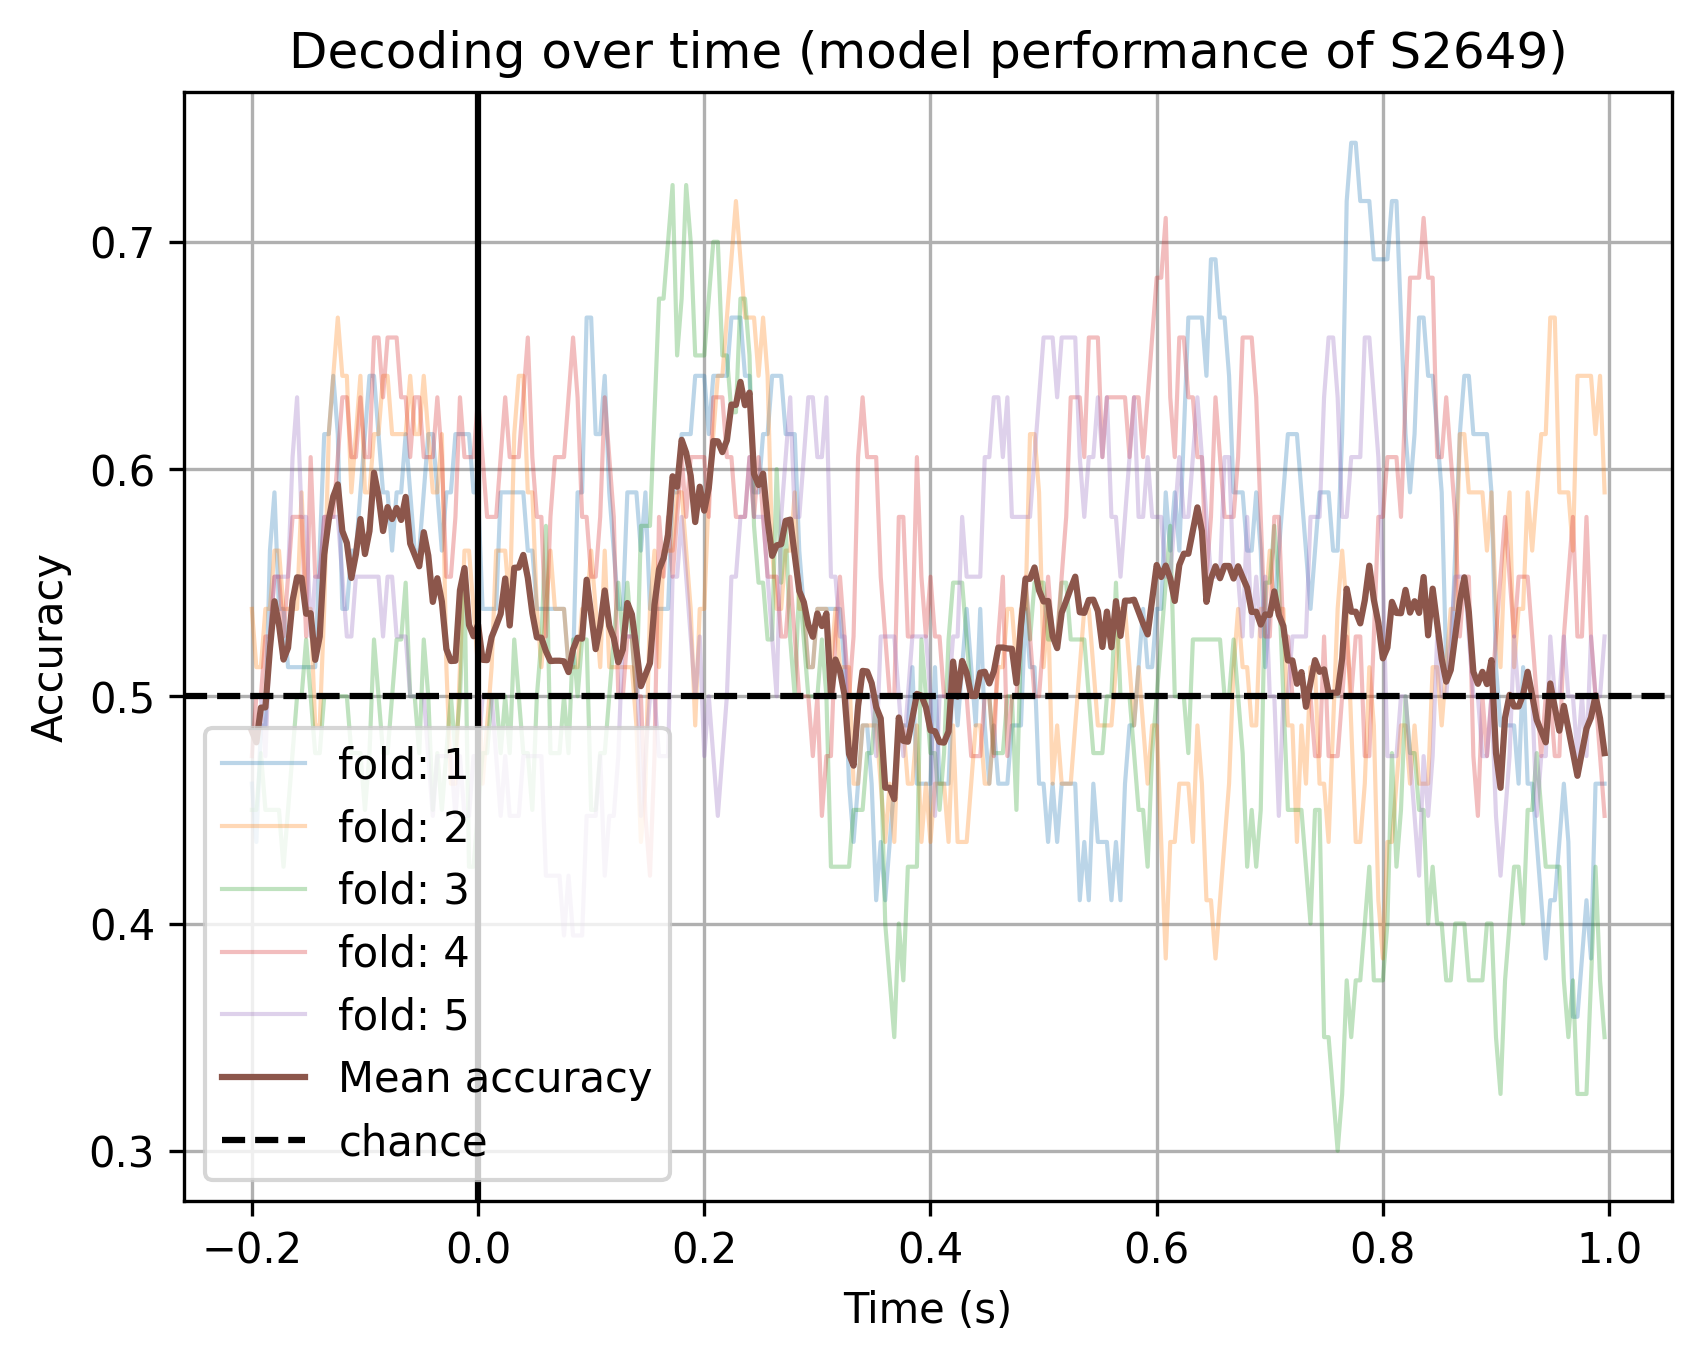 Decoding over time (model performance of S2649)
Accuracy
0.7
0.6
0.5
0.4
0.3
fold: 1
fold: 2
fold: 3
fold: 4
fold: 5
Mean accuracy
chance
−0.2 0.0 0.2 0.4 0.6 0.8 1.0
Time (s)